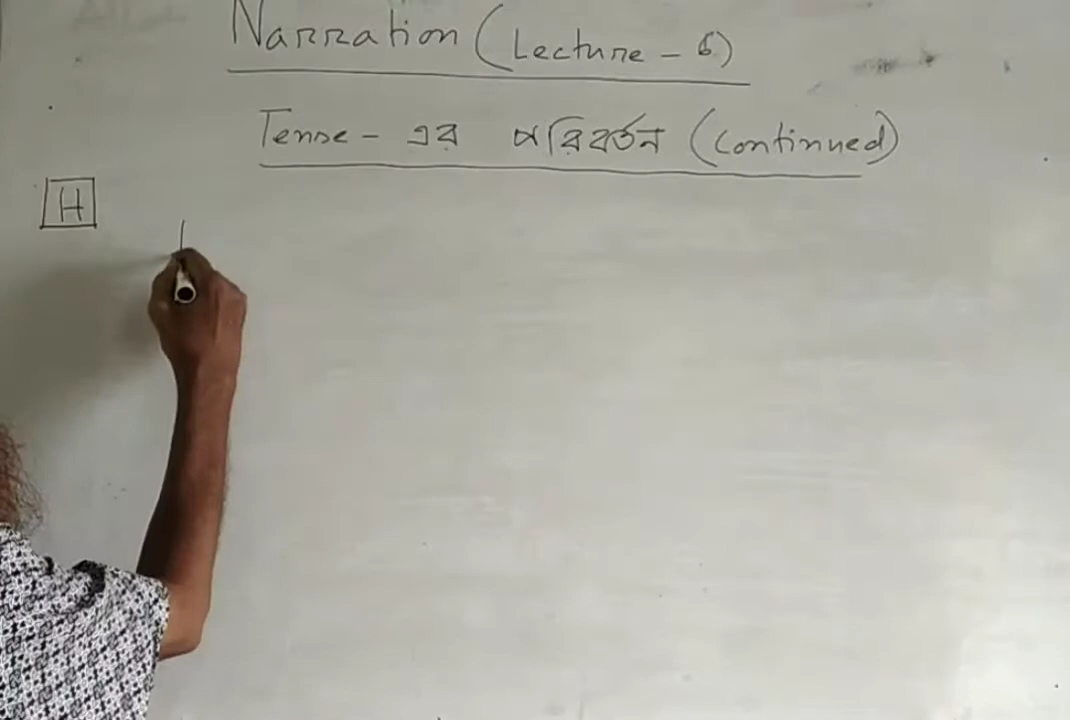 Narration (Lecture - 6)
Tense - এর পরিবর্তন (continued)
H